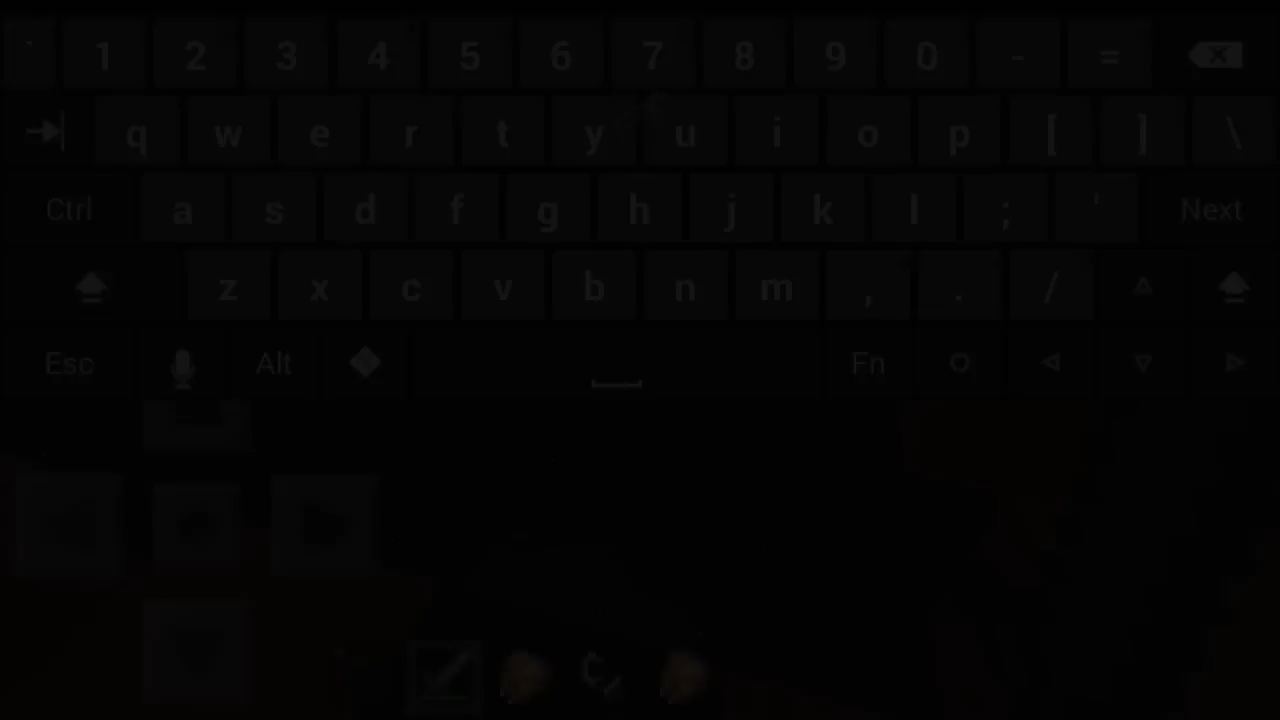 ` 1 2 3 4 5 6 7 8 9 0 - =
q w e r t y u i o p [ ] \
Ctrl a s d f g h j k l ; ' Next
z x c v b n m , . /
Esc Alt Fn